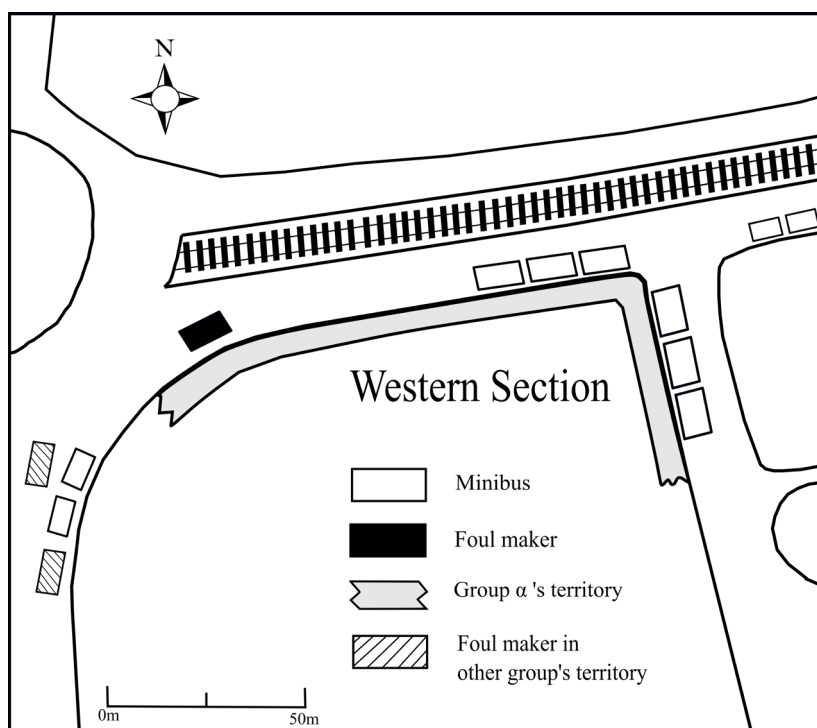 N
Western Section
Minibus
Foul maker
Group α 's territory
Foul maker in
other group's territory
0m
50m